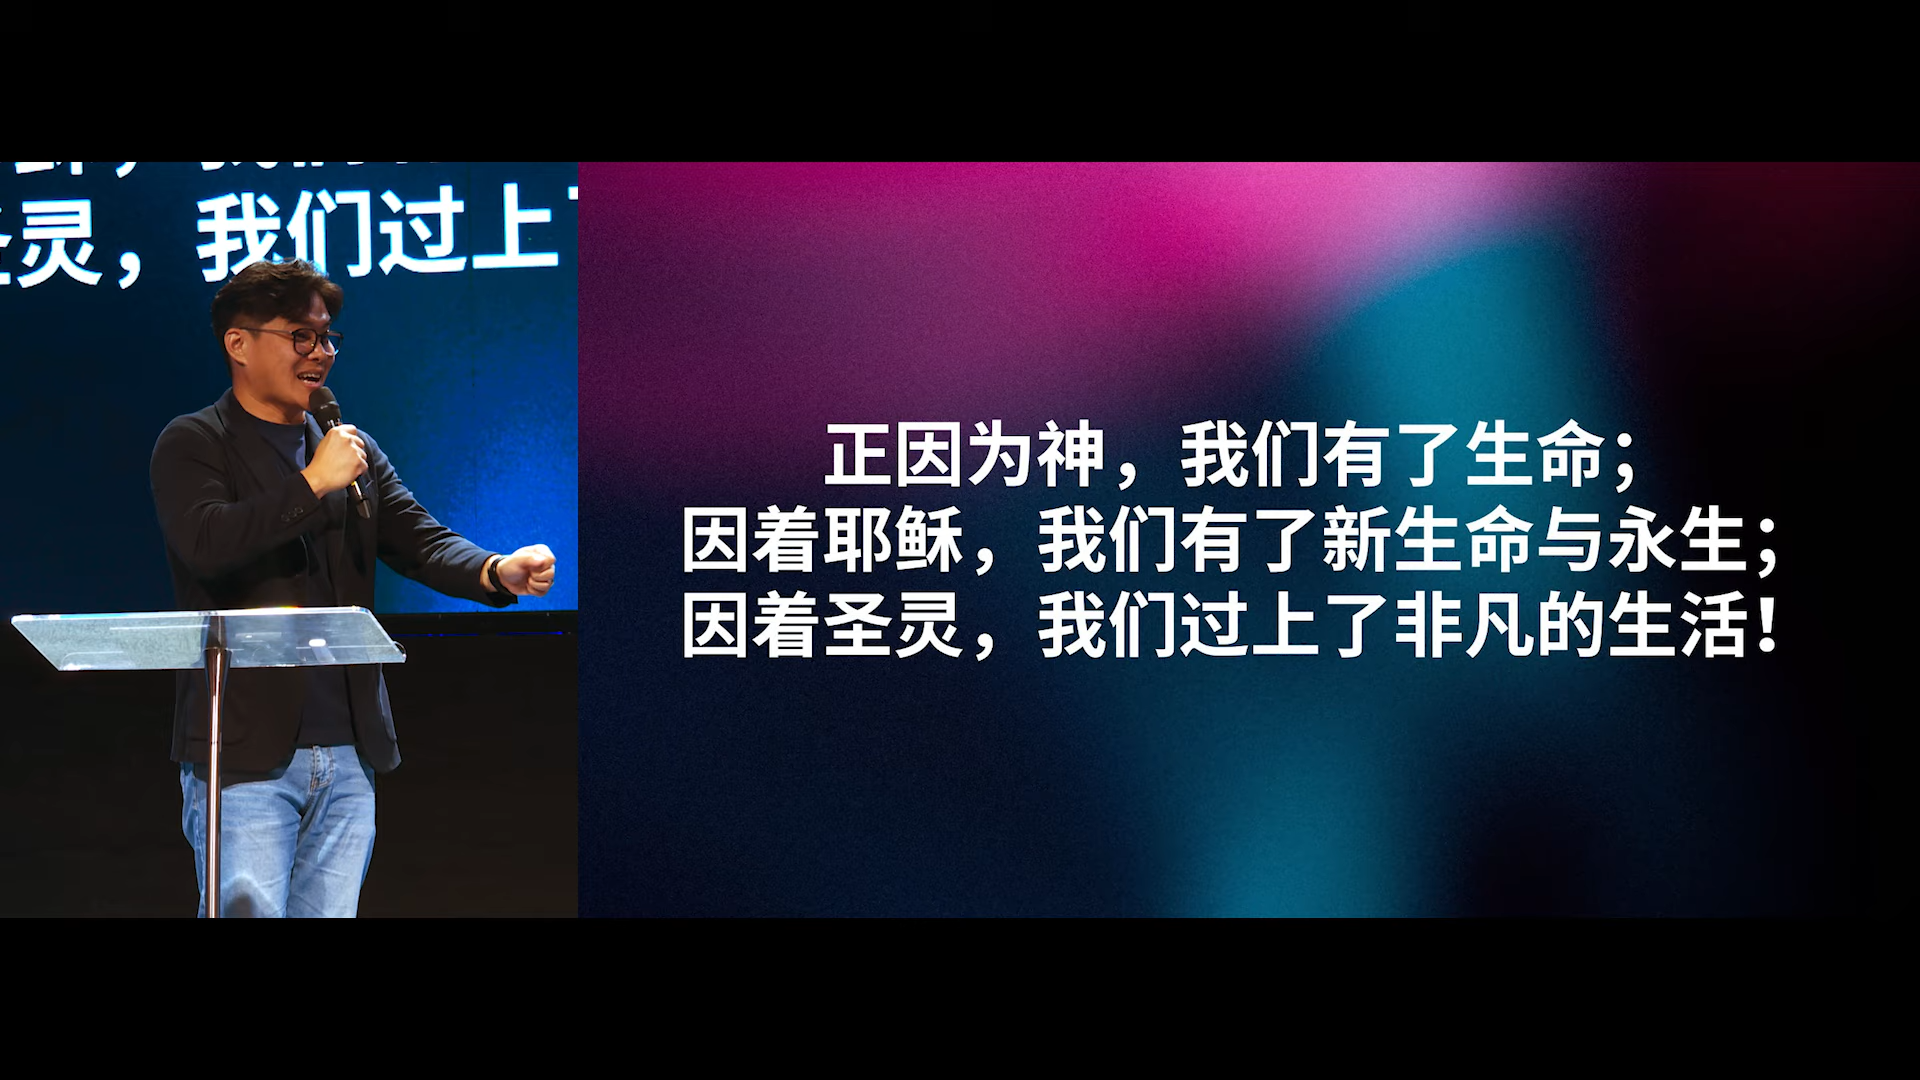 圣灵，我们过上了
正因为神，我们有了生命；
因着耶稣，我们有了新生命与永生；
因着圣灵，我们过上了非凡的生活！